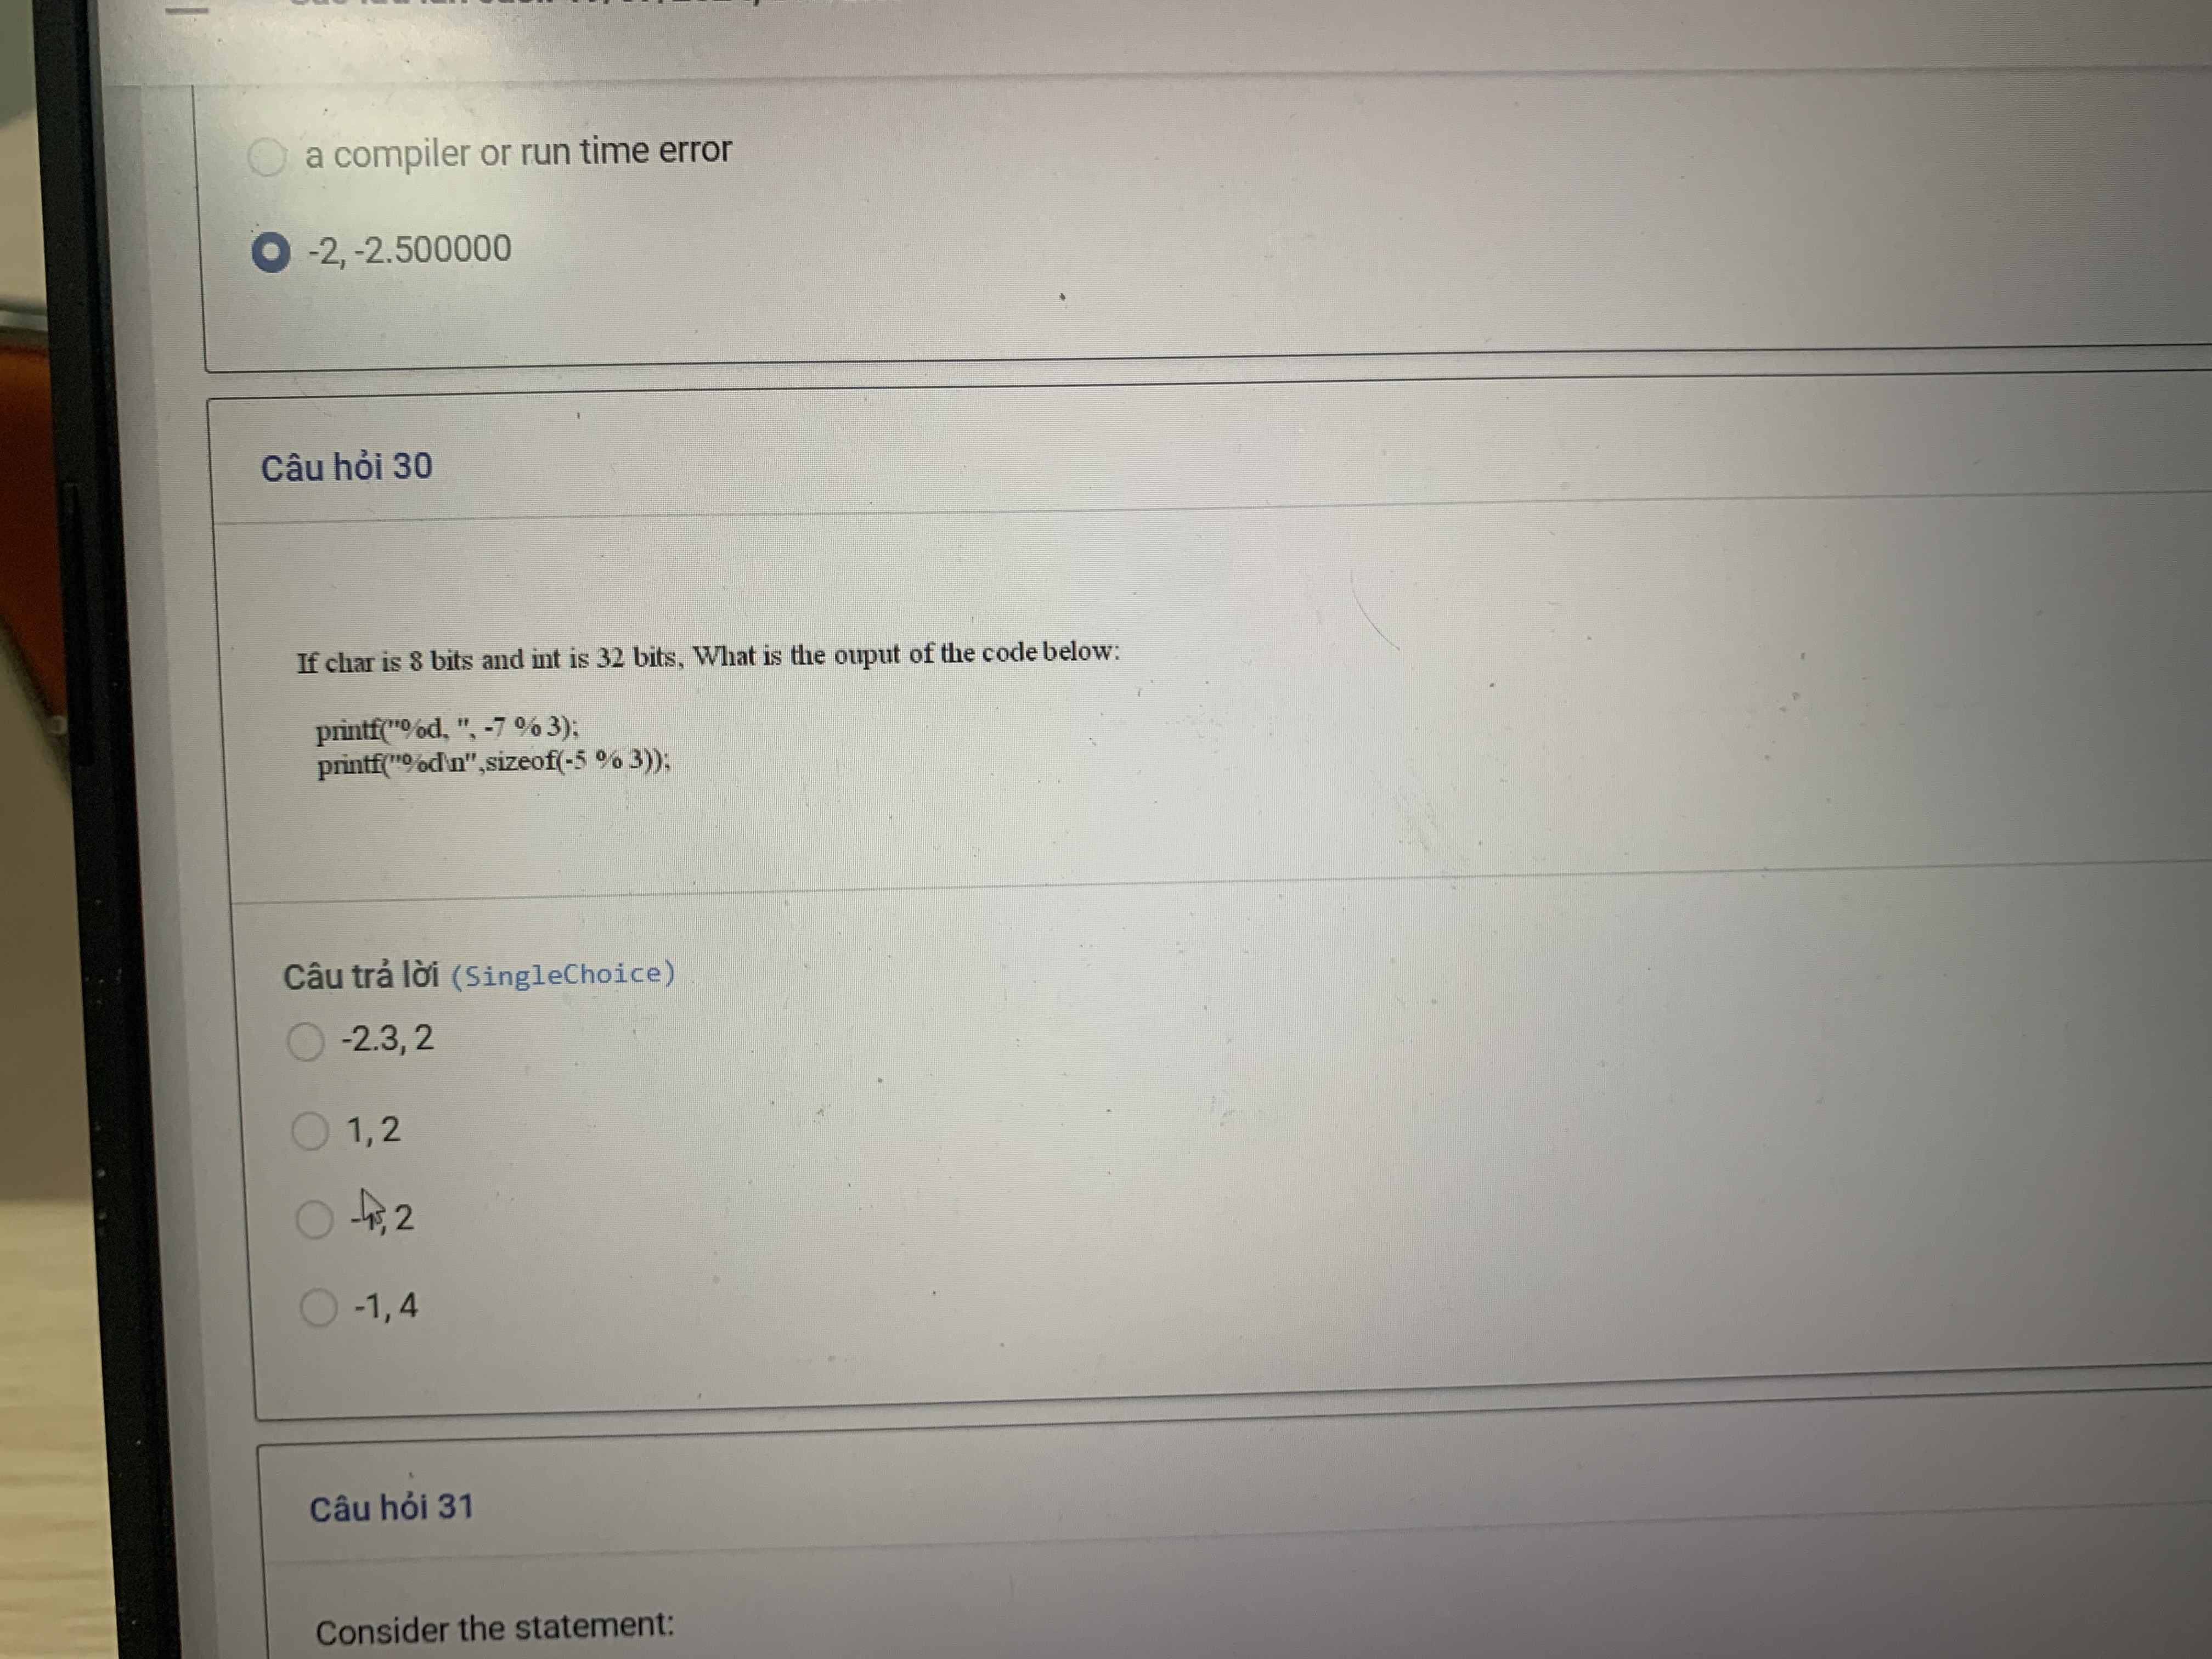 a compiler or run time error
-2, -2.500000
Câu hỏi 30
If char is 8 bits and int is 32 bits, What is the ouput of the code below:
printf("%d, ", -7 % 3);
printf("%d\n",sizeof(-5 % 3));
Câu trả lời (SingleChoice)
-2.3, 2
1, 2
2
-1, 4
Câu hỏi 31
Consider the statement: